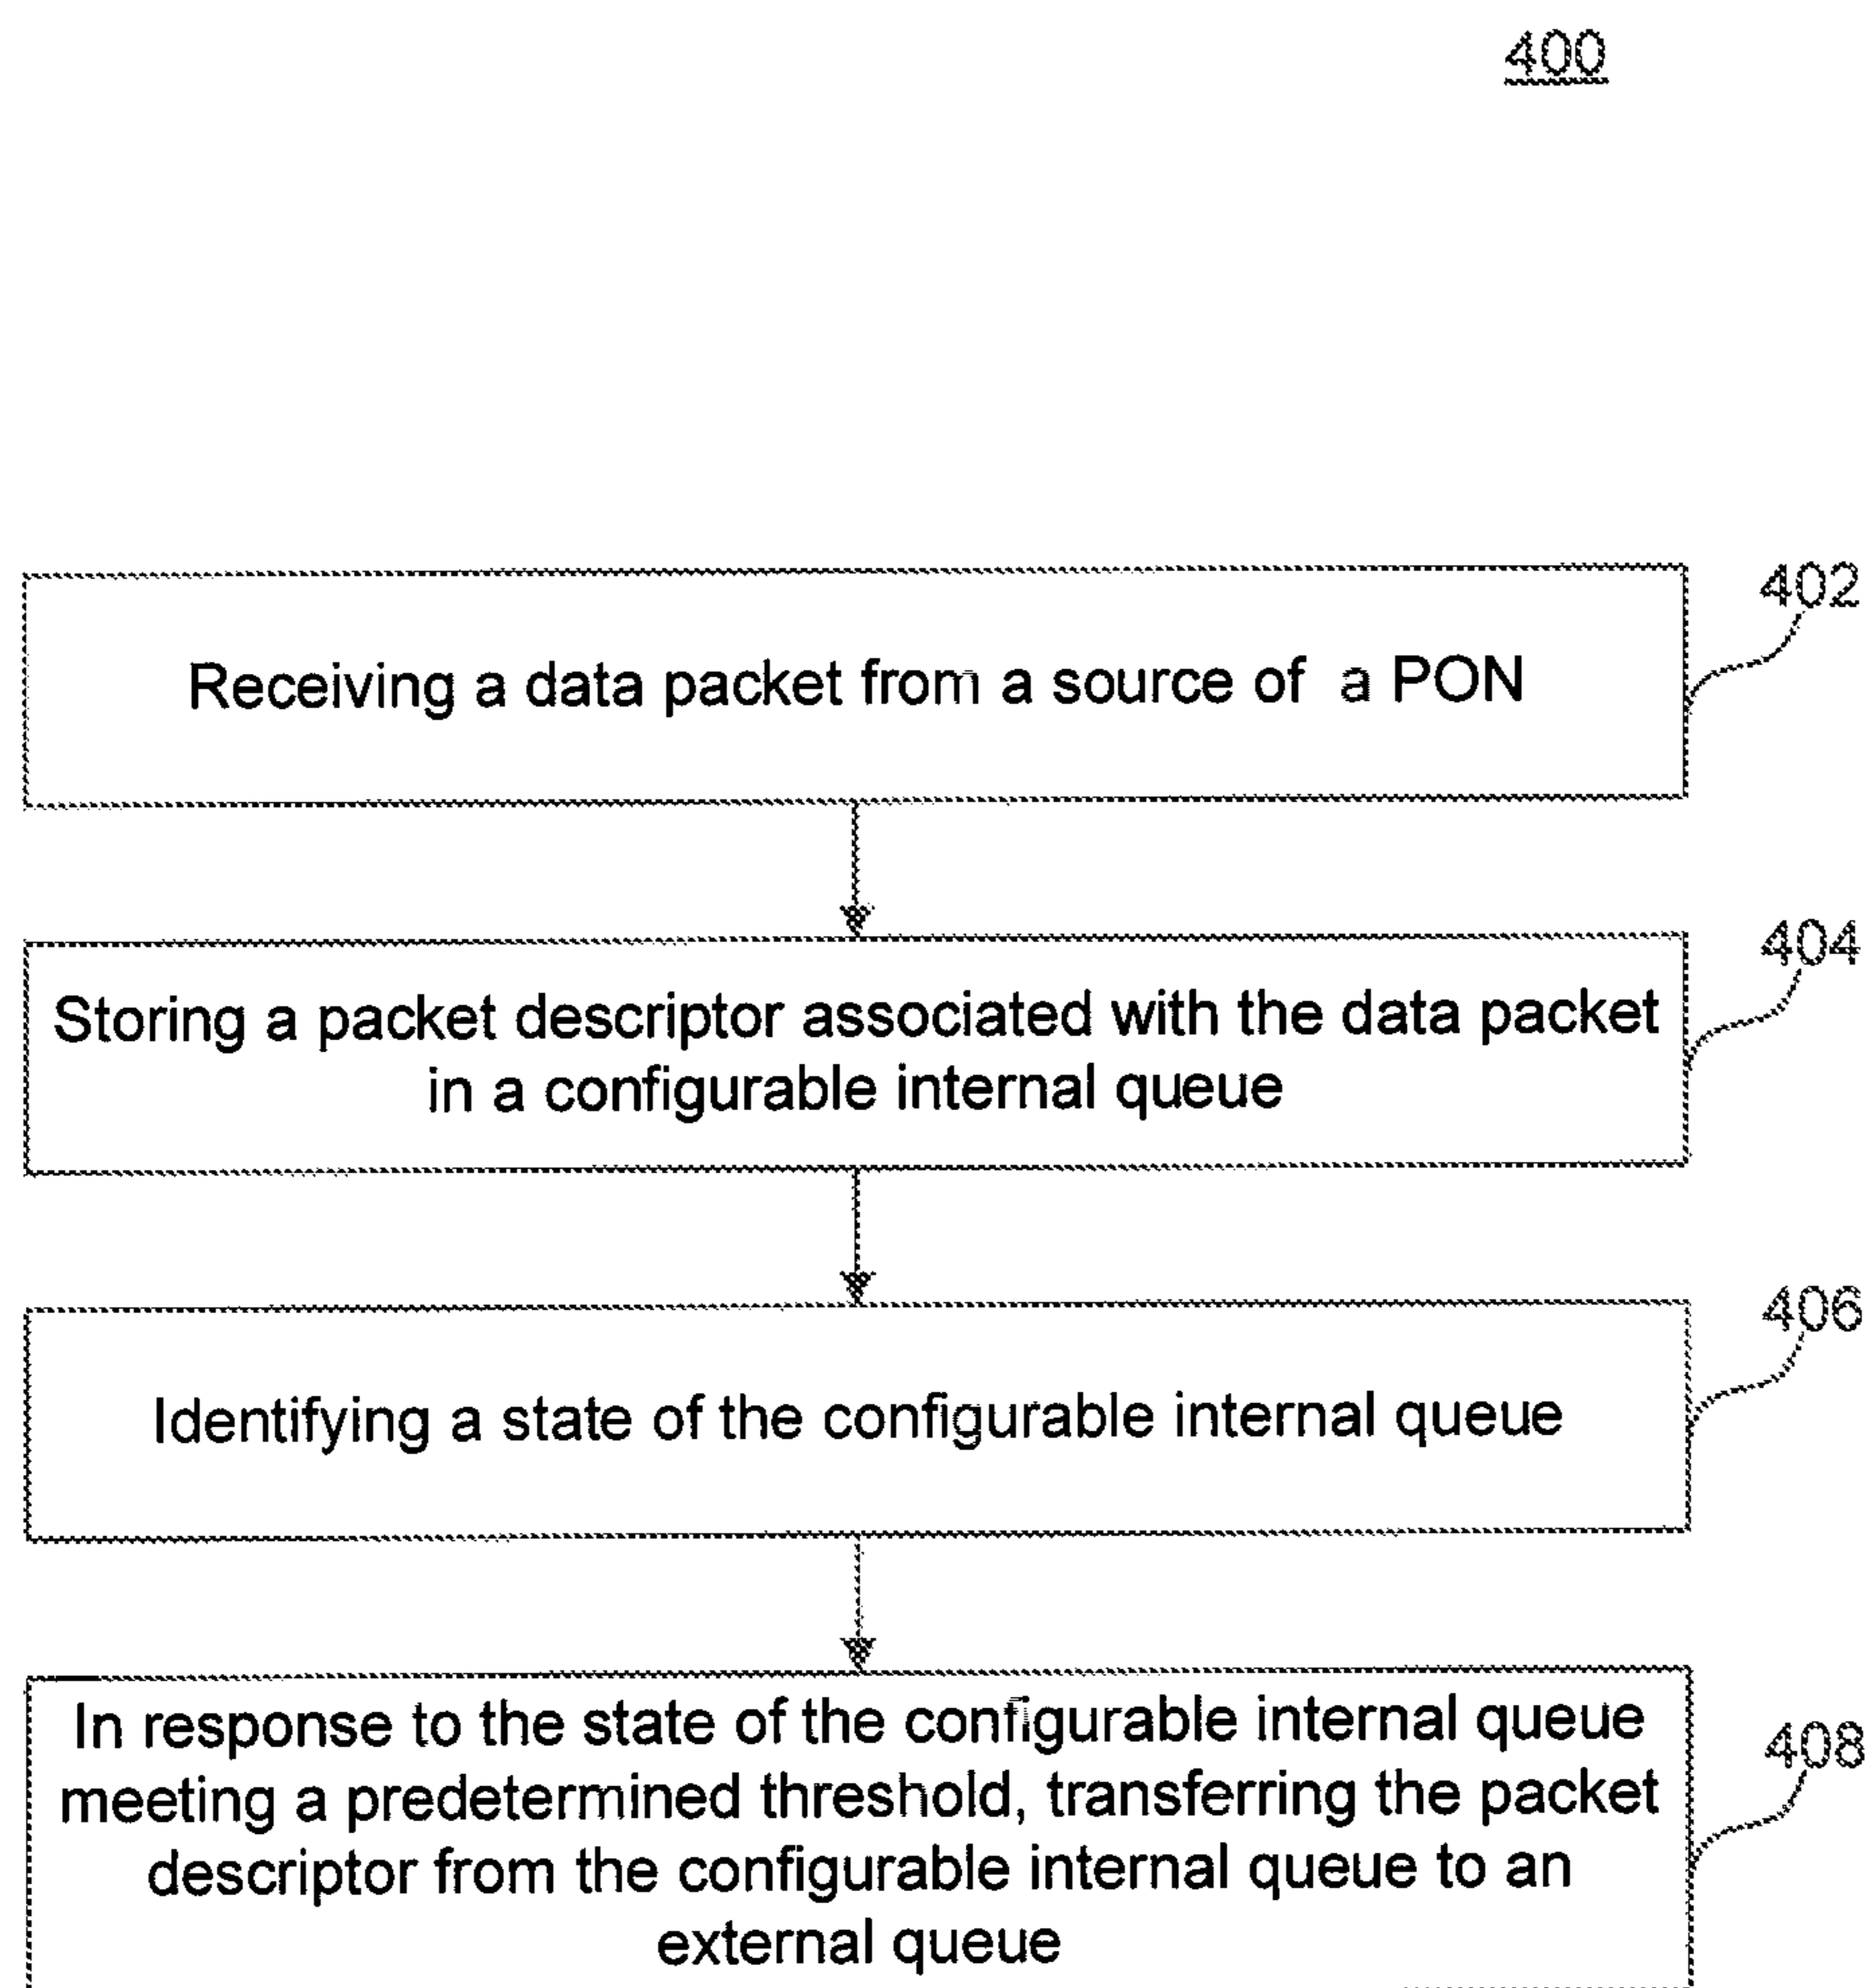 400
402
Receiving a data packet from a source of a PON
404
Storing a packet descriptor associated with the data packet
in a configurable internal queue
406
Identifying a state of the configurable internal queue
408
In response to the state of the configurable internal queue
meeting a predetermined threshold, transferring the packet
descriptor from the configurable internal queue to an
external queue